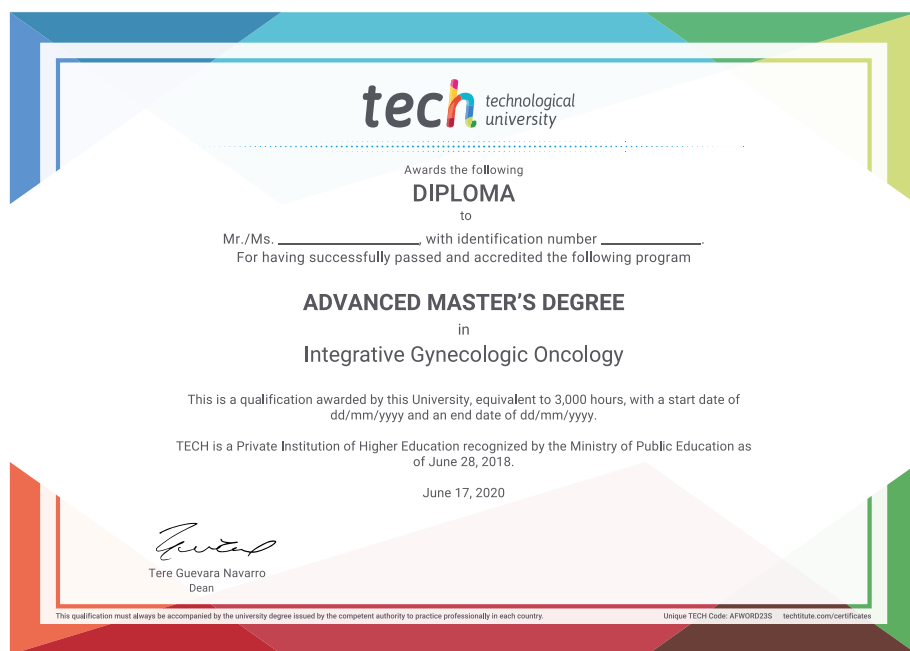 tech technological
university
Awards the following
DIPLOMA
to
Mr./Ms. ____________, with identification number ____________.
For having successfully passed and accredited the following program
ADVANCED MASTER'S DEGREE
in
Integrative Gynecologic Oncology
This is a qualification awarded by this University, equivalent to 3,000 hours, with a start date of
dd/mm/yyyy and an end date of dd/mm/yyyy.
TECH is a Private Institution of Higher Education recognized by the Ministry of Public Education as
of June 28, 2018.
June 17, 2020
Tere Guevara Navarro
Dean
This qualification must always be accompanied by the university degree issued by the competent authority to practice professionally in each country.
Unique TECH Code: AFWORD23S techtitute.com/certificates